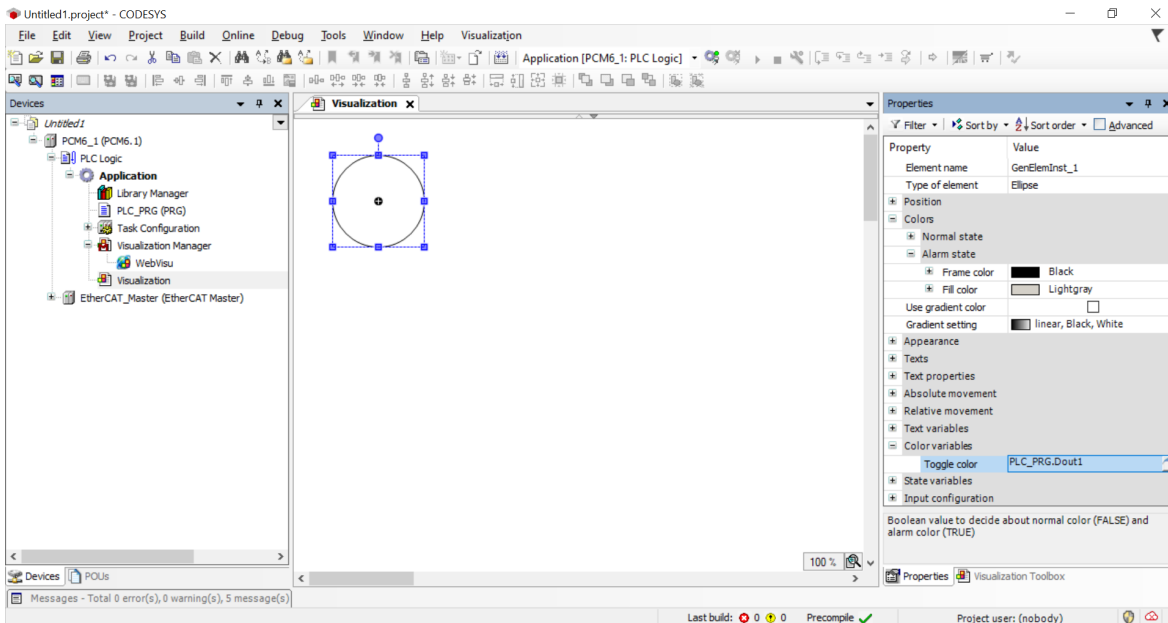 Untitled1.project* - CODESYS
File Edit View Project Build Online Debug Tools Window Help Visualization
Application [PCM6_1: PLC Logic]
Devices
Untitled1
PCM6_1 (PCM6.1)
PLC Logic
Application
Library Manager
PLC_PRG (PRG)
Task Configuration
Visualization Manager
WebVisu
Visualization
EtherCAT_Master (EtherCAT Master)
Devices POUs
Visualization
100 %
Properties
Filter Sort by Sort order Advanced
Property Value
Element name GenElemInst_1
Type of element Ellipse
Position
Colors
Normal state
Alarm state
Frame color Black
Fill color Lightgray
Use gradient color
Gradient setting linear, Black, White
Appearance
Texts
Text properties
Absolute movement
Relative movement
Text variables
Color variables
Toggle color PLC_PRG.Dout1
State variables
Input configuration
Boolean value to decide about normal color (FALSE) and
alarm color (TRUE)
Properties Visualization Toolbox
Messages - Total 0 error(s), 0 warning(s), 5 message(s)
Last build: 0 0 Precompile Project user: (nobody)